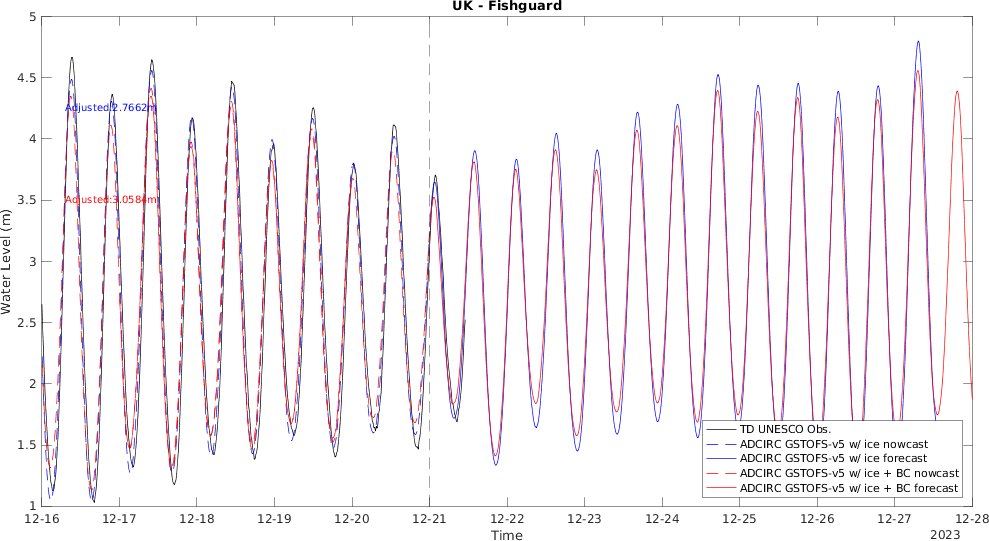 UK - Fishguard
5
4.5
4
3.5
3
2.5
2
1.5
1
Water Level (m)
Adjusted:2.7662m
Adjusted:3.0584m
TD UNESCO Obs.
ADCIRC GSTOFS-v5 w/ ice nowcast
ADCIRC GSTOFS-v5 w/ ice forecast
ADCIRC GSTOFS-v5 w/ ice + BC nowcast
ADCIRC GSTOFS-v5 w/ ice + BC forecast
12-16 12-17 12-18 12-19 12-20 12-21 12-22 12-23 12-24 12-25 12-26 12-27 12-28
Time
2023